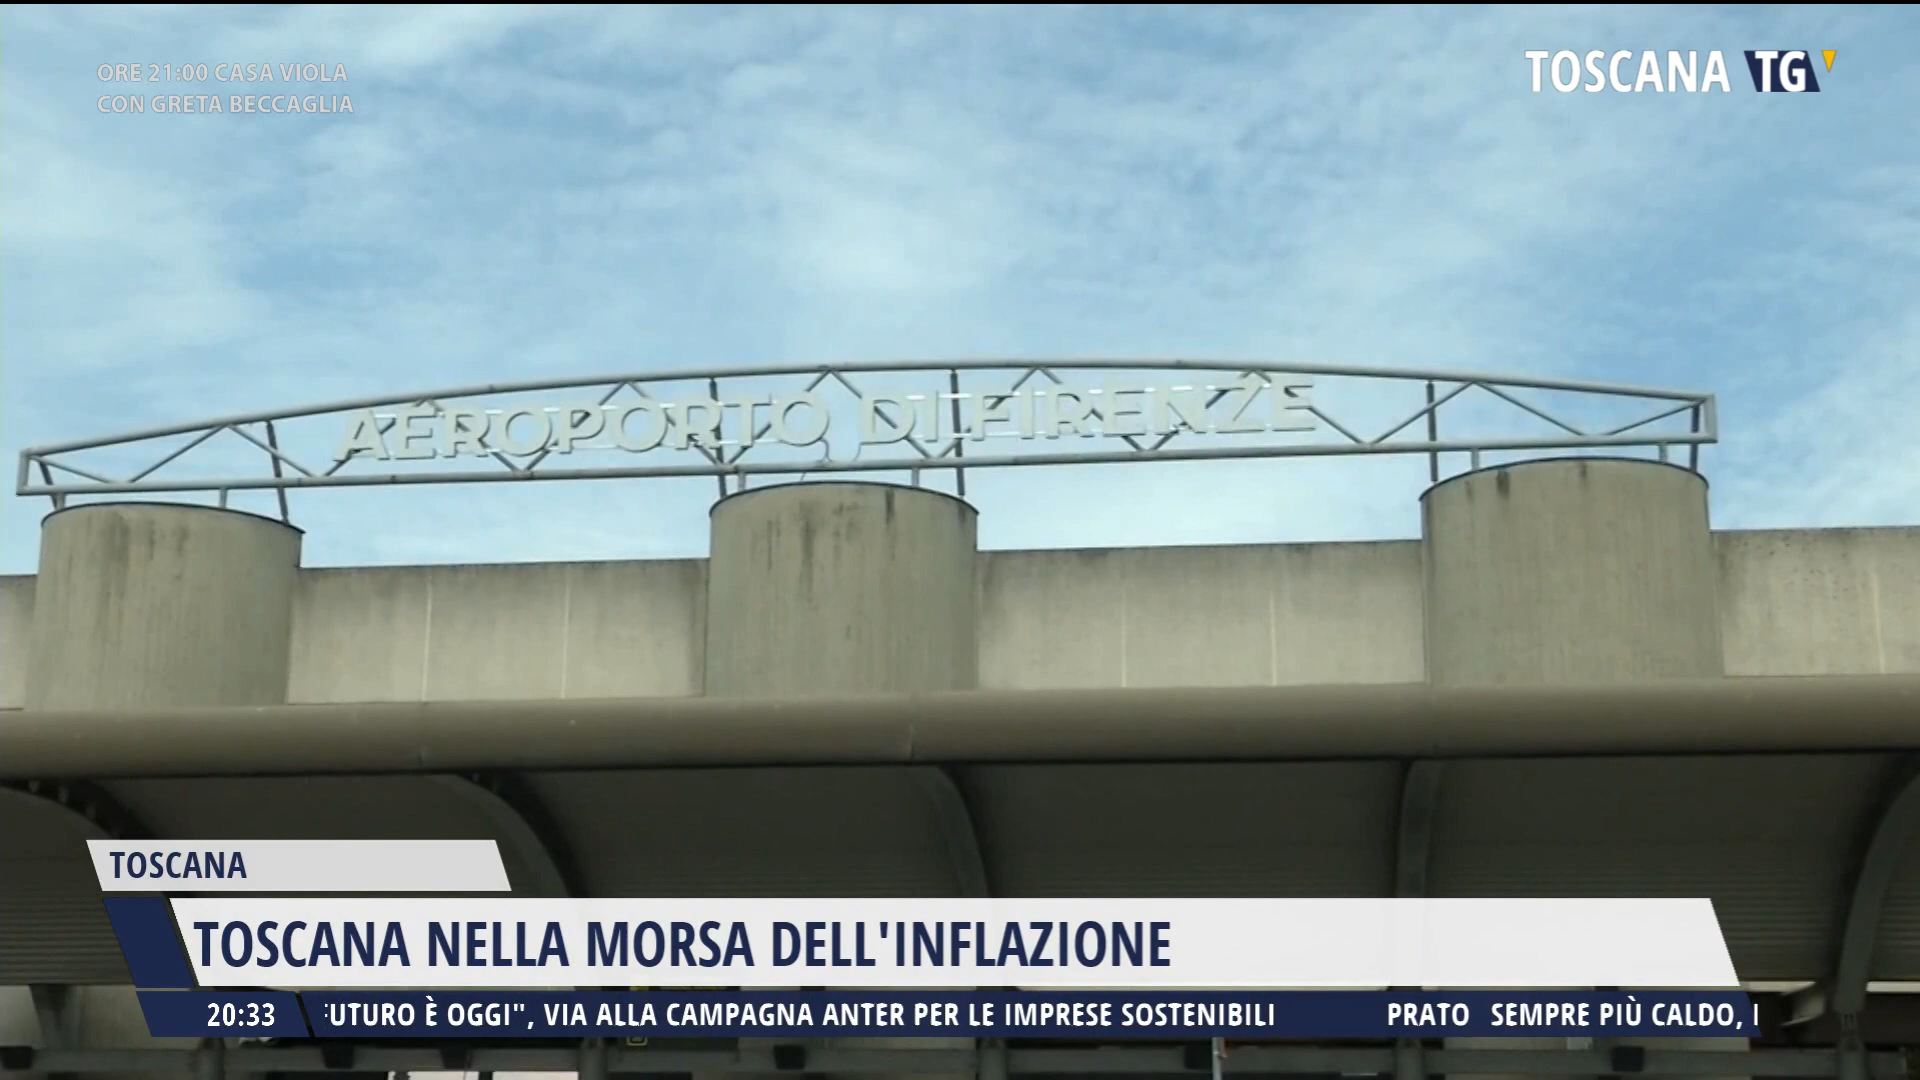 ORE 21:00 CASA VIOLA
CON GRETA BECCAGLIA
TOSCANA TG
AEROPORTO DI FIRENZE
TOSCANA
TOSCANA NELLA MORSA DELL'INFLAZIONE
20:33 FUTURO È OGGI", VIA ALLA CAMPAGNA ANTER PER LE IMPRESE SOSTENIBILI PRATO SEMPRE PIÙ CALDO,